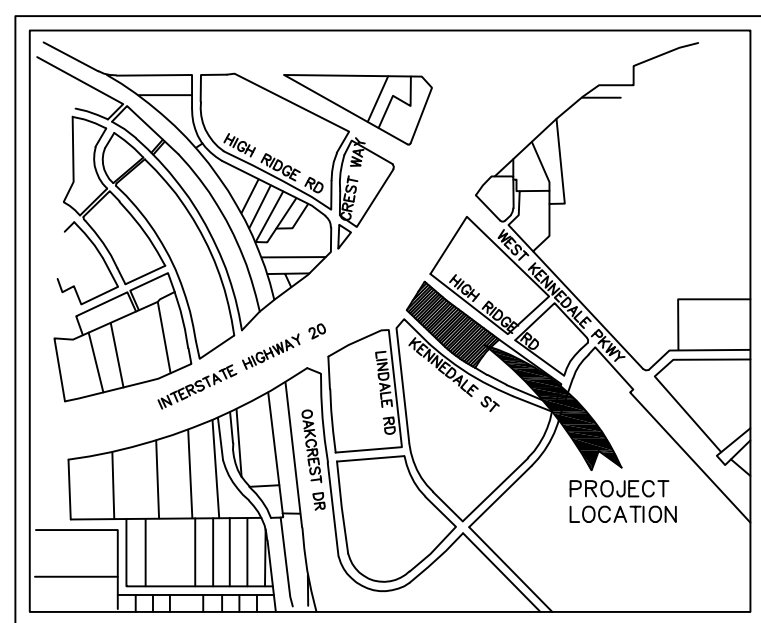 HIGH RIDGE RD
CREST WAY
WEST KENNEDALE PKWY
HIGH RIDGE RD
INTERSTATE HIGHWAY 20
KENNEDALE ST
LINDALE RD
OAKCREST DR
PROJECT
LOCATION